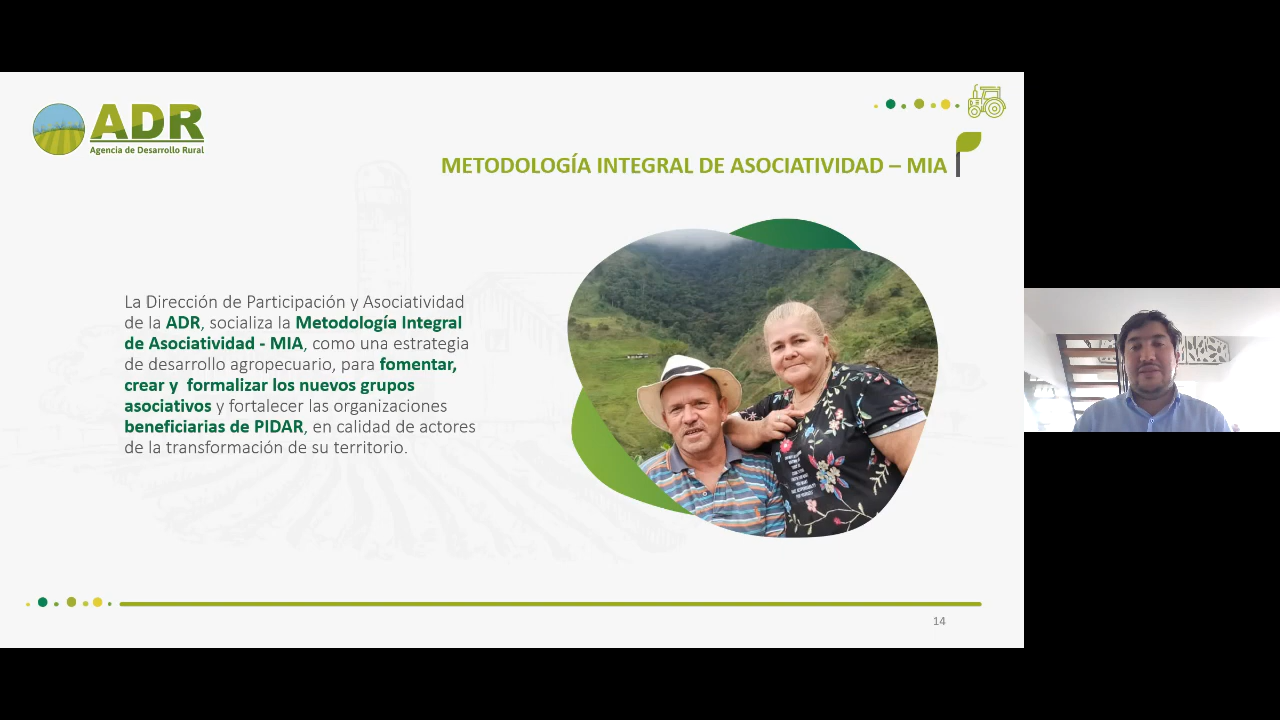 ADR
Agencia de Desarrollo Rural
METODOLOGÍA INTEGRAL DE ASOCIATIVIDAD – MIA
La Dirección de Participación y Asociatividad
de la ADR, socializa la Metodología Integral
de Asociatividad - MIA, como una estrategia
de desarrollo agropecuario, para fomentar,
crear y  formalizar los nuevos grupos
asociativos y fortalecer las organizaciones
beneficiarias de PIDAR, en calidad de actores
de la transformación de su territorio.
14